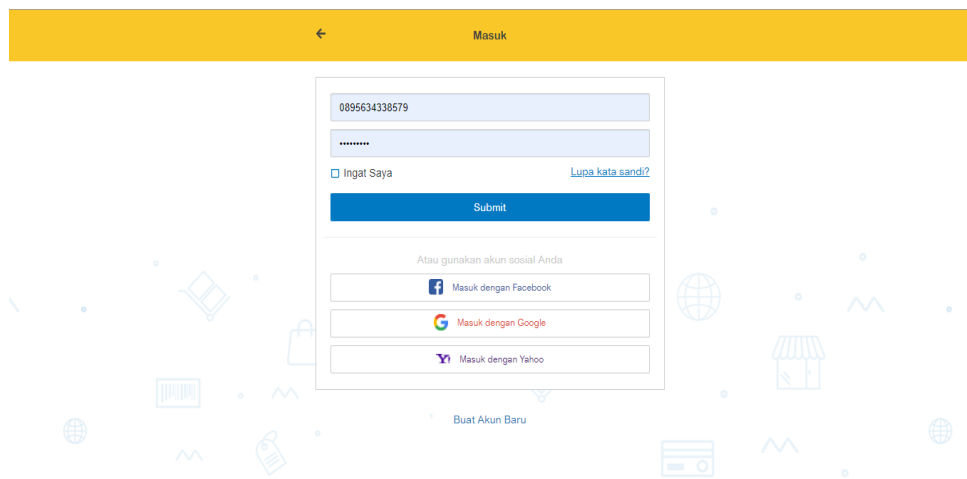 Masuk
0895634338579
•••••••••
Ingat Saya Lupa kata sandi?
Submit
Atau gunakan akun sosial Anda
Masuk dengan Facebook
Masuk dengan Google
Masuk dengan Yahoo
Buat Akun Baru